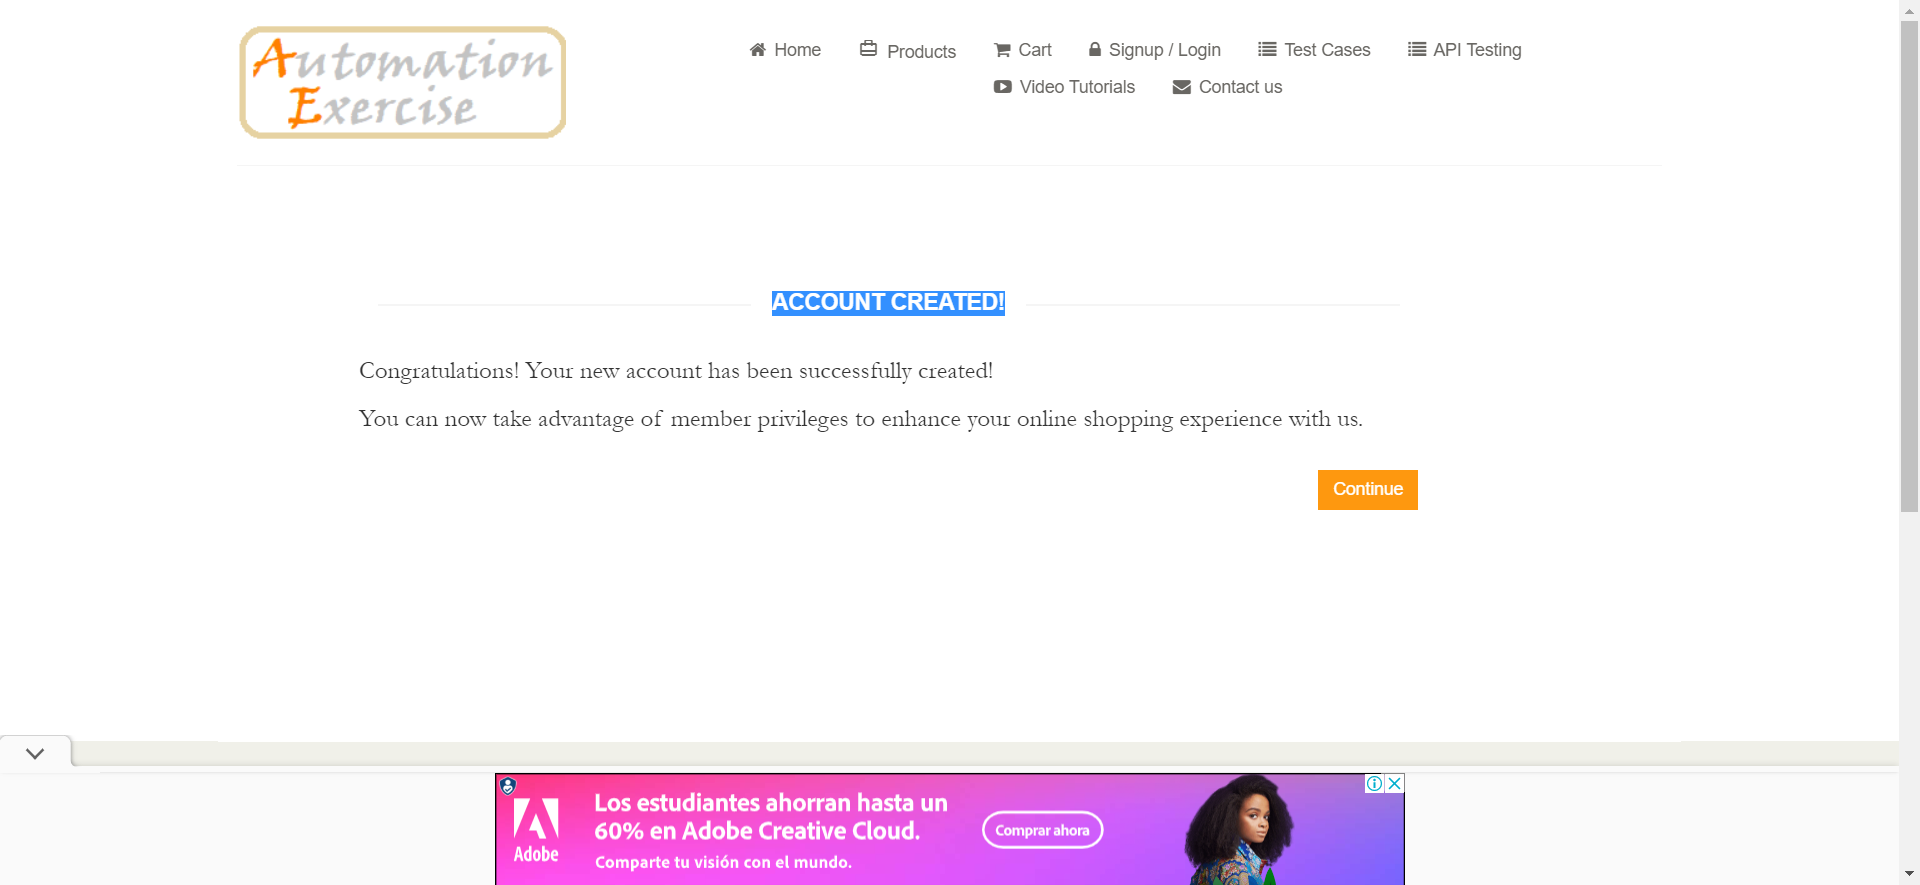 Automation
Exercise
Home
Products
Cart
Signup / Login
Test Cases
API Testing
Video Tutorials
Contact us
ACCOUNT CREATED!
Congratulations! Your new account has been successfully created!
You can now take advantage of member privileges to enhance your online shopping experience with us.
Continue
Adobe
Los estudiantes ahorran hasta un
60% en Adobe Creative Cloud.
Comparte tu visión con el mundo.
Comprar ahora